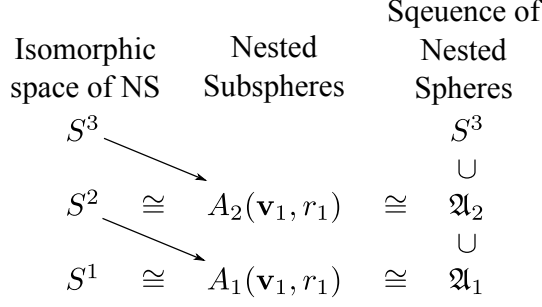 Isomorphic space of NS
Nested Subspheres
Sqeuence of Nested Spheres
S^3 S^3
∪
S^2 ≅ A_2(v_1, r_1) ≅ 𝔄_2
∪
S^1 ≅ A_1(v_1, r_1) ≅ 𝔄_1